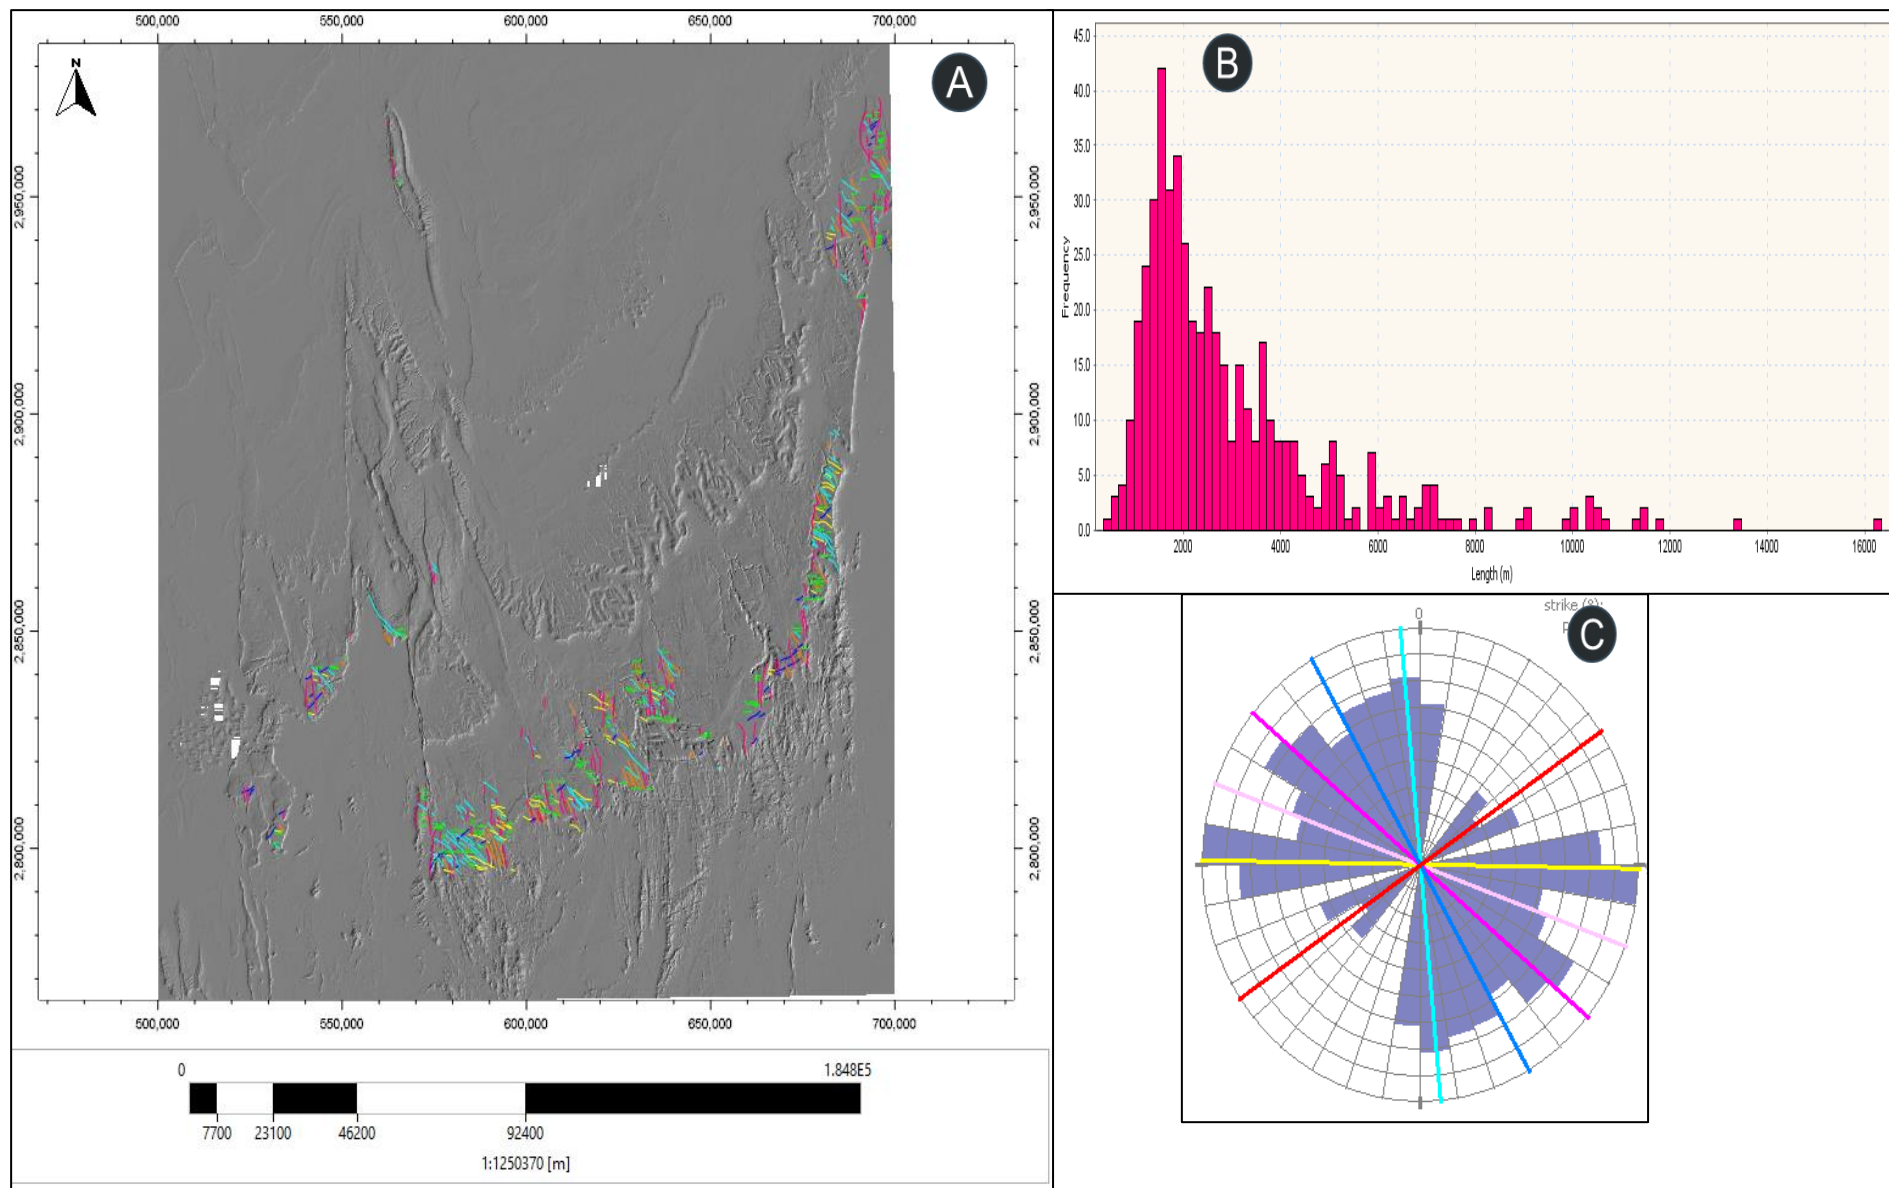 500,000 550,000 600,000 650,000 700,000
N
A
2,950,000 2,950,000
2,900,000 2,900,000
2,850,000 2,850,000
2,800,000 2,800,000
500,000 550,000 600,000 650,000 700,000
0 1.848E5
7700 23100 46200 92400
1:1250370 [m]
B
45.0
40.0
35.0
30.0
25.0
20.0
15.0
10.0
5.0
0.0
Frequency
2000 4000 6000 8000 10000 12000 14000 16000
Length (m)
0
strike
C